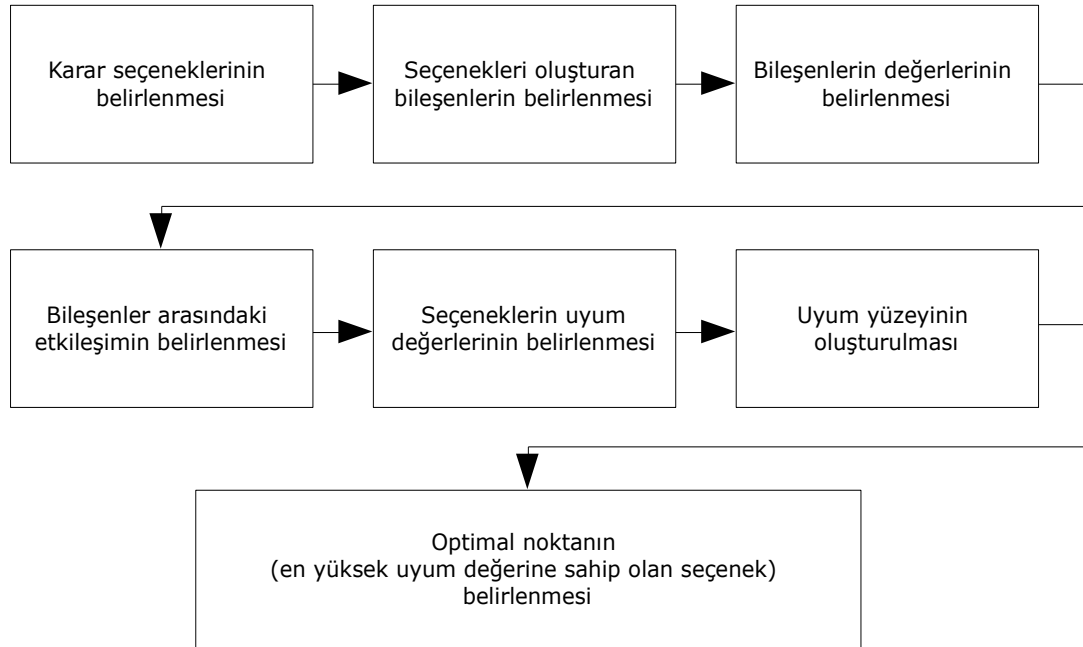 Karar seçeneklerinin
belirlenmesi
Seçenekleri oluşturan
bileşenlerin belirlenmesi
Bileşenlerin değerlerinin
belirlenmesi
Bileşenler arasındaki
etkileşimin belirlenmesi
Seçeneklerin uyum
değerlerinin belirlenmesi
Uyum yüzeyinin
oluşturulması
Optimal noktanın
(en yüksek uyum değerine sahip olan seçenek)
belirlenmesi